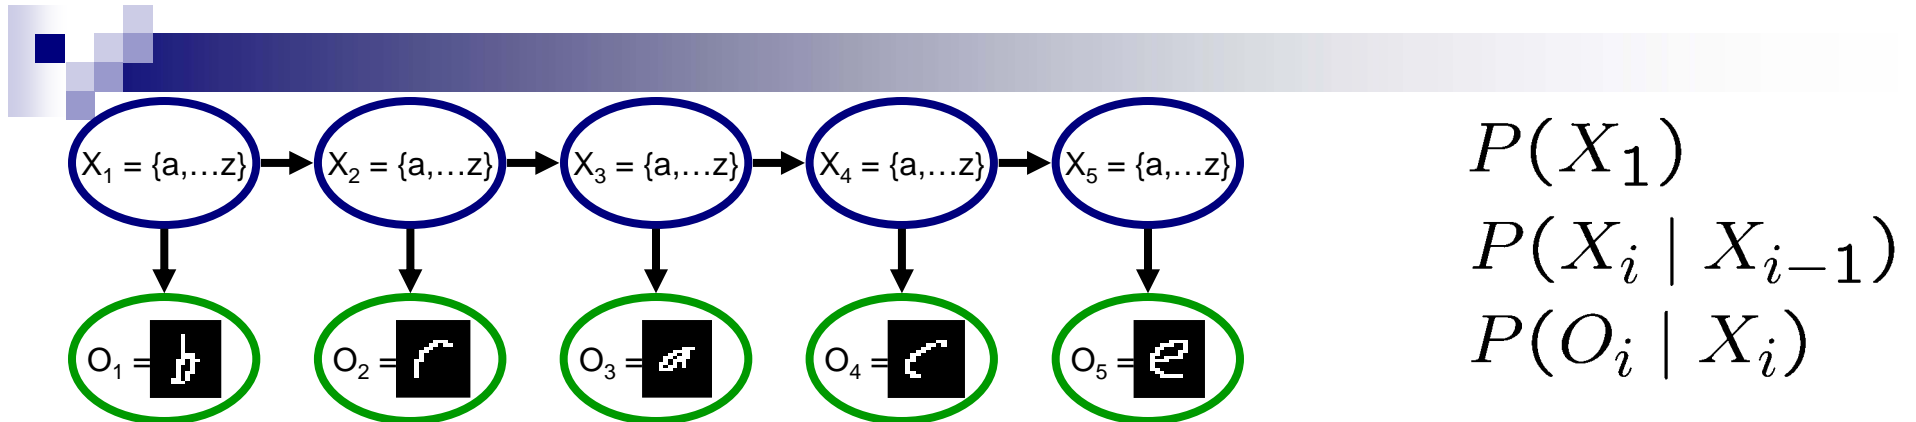 X₁ = {a,…z} X₂ = {a,…z} X₃ = {a,…z} X₄ = {a,…z} X₅ = {a,…z}
O₁ = b O₂ = r O₃ = a O₄ = c O₅ = e
P(X₁)
P(Xᵢ | Xᵢ₋₁)
P(Oᵢ | Xᵢ)